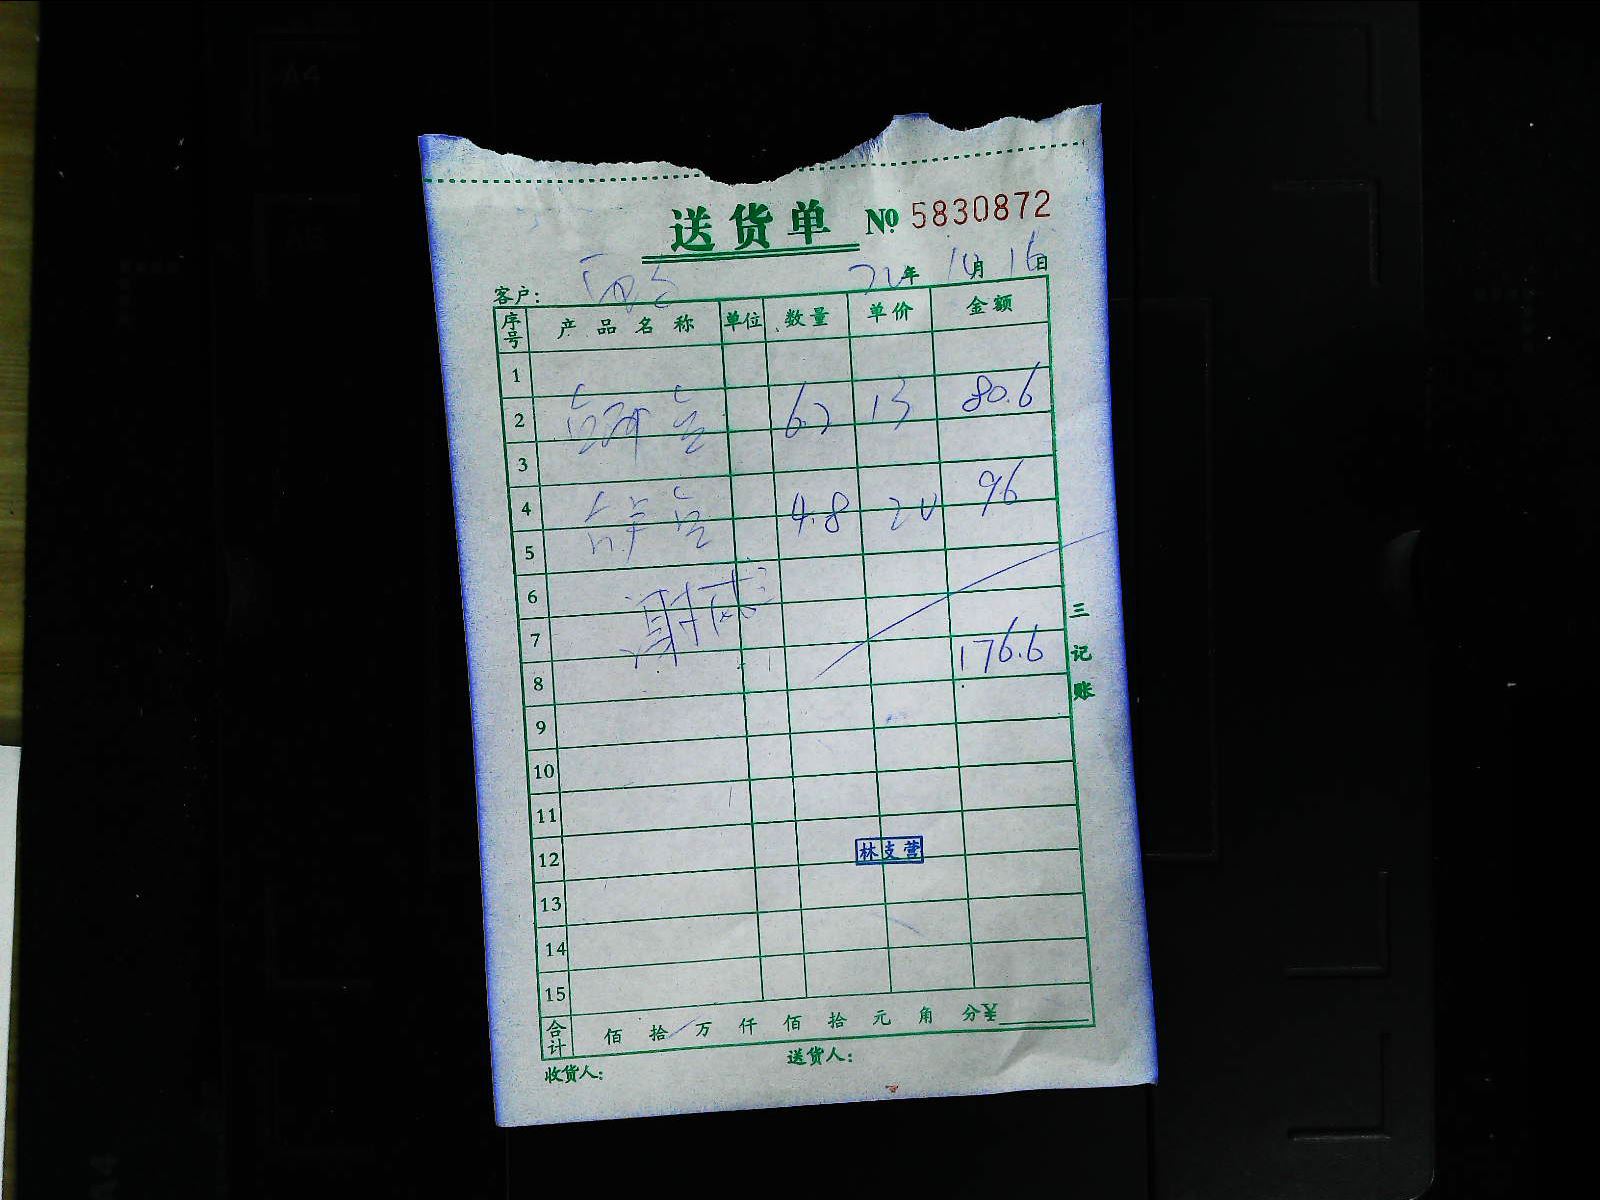 送货单 № 5830872
客户： 年 10月 16日
序号 产品名称 单位 数量 单价 金额
1
2 6.2 13 80.6
3
4 4.8 20 96
5
6
7
8 176.6
9
10
11
12 林支营
13
14
15
合计 佰 拾 万 仟 佰 拾 元 角 分¥
收货人： 送货人：
三记账